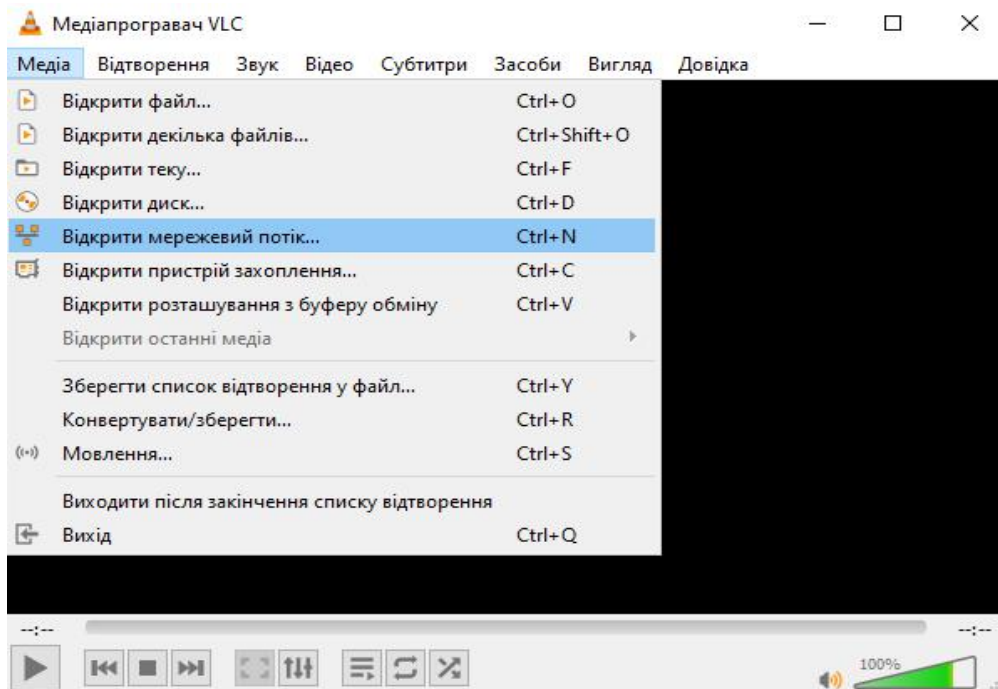 Медіапрогравач VLC
Медіа Відтворення Звук Відео Субтитри Засоби Вигляд Довідка
Відкрити файл... Ctrl+O
Відкрити декілька файлів... Ctrl+Shift+O
Відкрити теку... Ctrl+F
Відкрити диск... Ctrl+D
Відкрити мережевий потік... Ctrl+N
Відкрити пристрій захоплення... Ctrl+C
Відкрити розташування з буферу обміну Ctrl+V
Відкрити останні медіа
Зберегти список відтворення у файл... Ctrl+Y
Конвертувати/зберегти... Ctrl+R
Мовлення... Ctrl+S
Виходити після закінчення списку відтворення
Вихід Ctrl+Q
--:-- --:--
100%